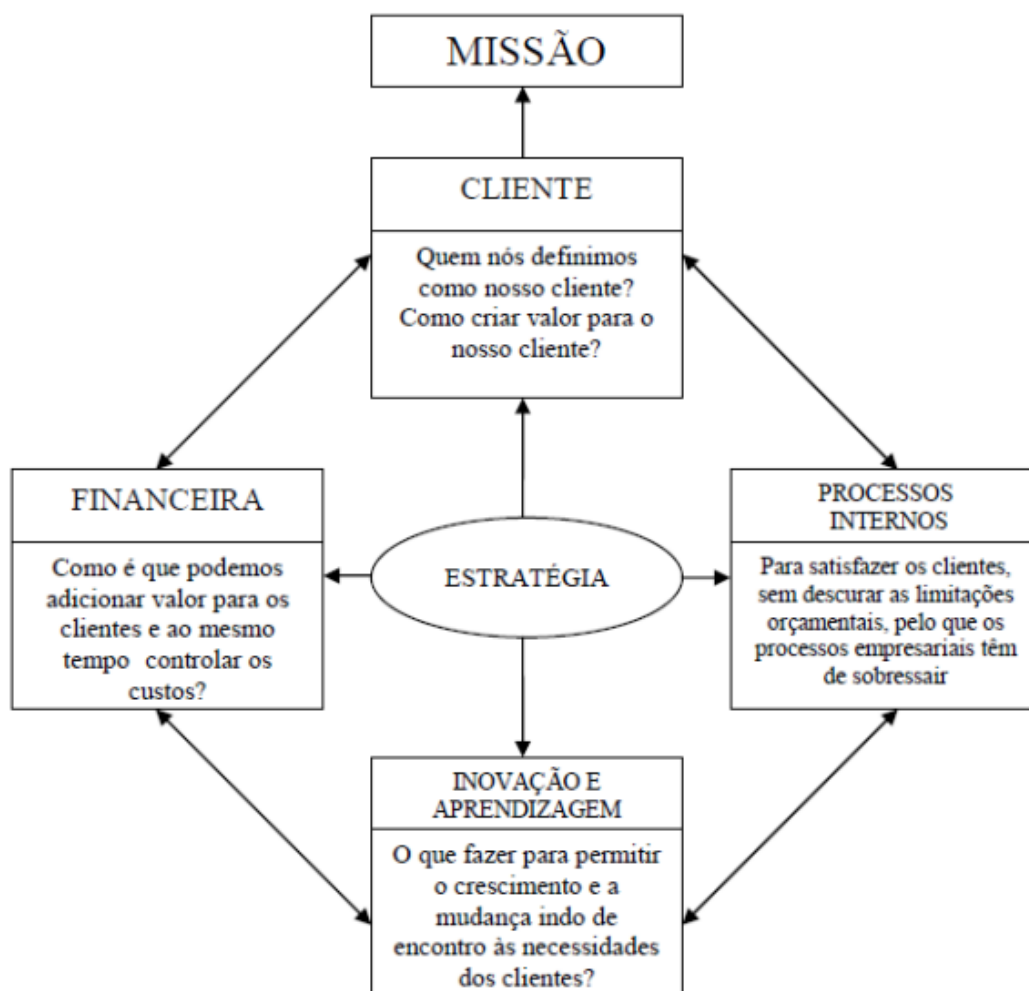 MISSÃO
CLIENTE
Quem nós definimos
como nosso cliente?
Como criar valor para o
nosso cliente?
FINANCEIRA
Como é que podemos
adicionar valor para os
clientes e ao mesmo
tempo controlar os
custos?
ESTRATÉGIA
PROCESSOS
INTERNOS
Para satisfazer os clientes,
sem descurar as limitações
orçamentais, pelo que os
processos empresariais têm
de sobressair
INOVAÇÃO E
APRENDIZAGEM
O que fazer para permitir
o crescimento e a
mudança indo de
encontro às necessidades
dos clientes?